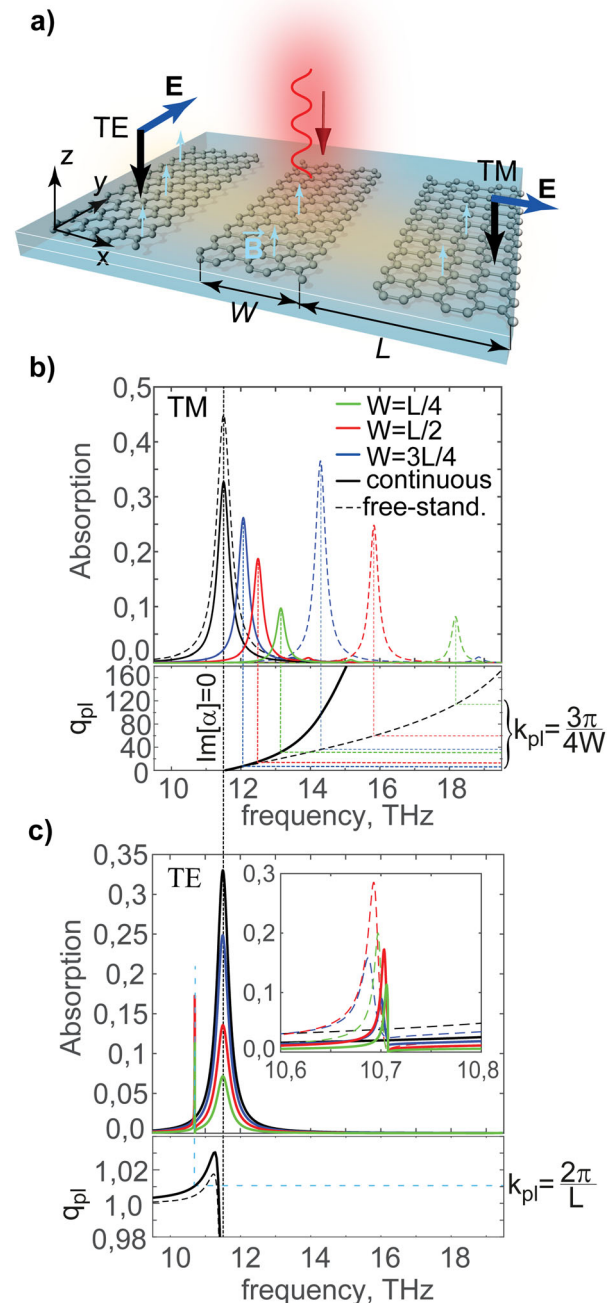 a)
E
TE
TM
E
z
y
x
B
W
L
b)
0,5
TM
W=L/4
W=L/2
W=3L/4
continuous
free-stand.
0,4
0,3
0,2
0,1
0,0
Absorption
160
120
80
40
0
q_pl
Im[α]=0
k_pl = 3π/4W
10 12 14 16 18
frequency, THz
c)
0,35
TE
0,30
0,25
0,20
0,15
0,10
0,05
0,0
Absorption
0,3
0,2
0,1
0,0
10,6 10,7 10,8
1,02
1,0
0,98
q_pl
k_pl = 2π/L
10 12 14 16 18
frequency, THz